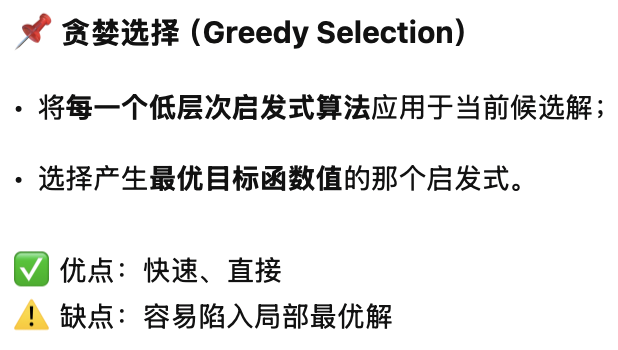 📌 贪婪选择（Greedy Selection）
• 将每一个低层次启发式算法应用于当前候选解；
• 选择产生最优目标函数值的那个启发式。
✅ 优点：快速、直接
⚠️ 缺点：容易陷入局部最优解